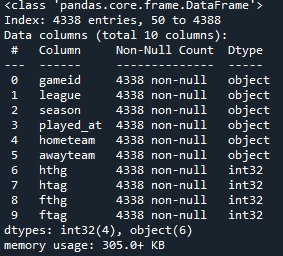 <class 'pandas.core.frame.DataFrame'>
Index: 4338 entries, 50 to 4388
Data columns (total 10 columns):
 #   Column     Non-Null Count  Dtype
---  ------     --------------  -----
 0   gameid     4338 non-null   object
 1   league     4338 non-null   object
 2   season     4338 non-null   object
 3   played_at  4338 non-null   object
 4   hometeam   4338 non-null   object
 5   awayteam   4338 non-null   object
 6   hthg       4338 non-null   int32
 7   htag       4338 non-null   int32
 8   fthg       4338 non-null   int32
 9   ftag       4338 non-null   int32
dtypes: int32(4), object(6)
memory usage: 305.0+ KB